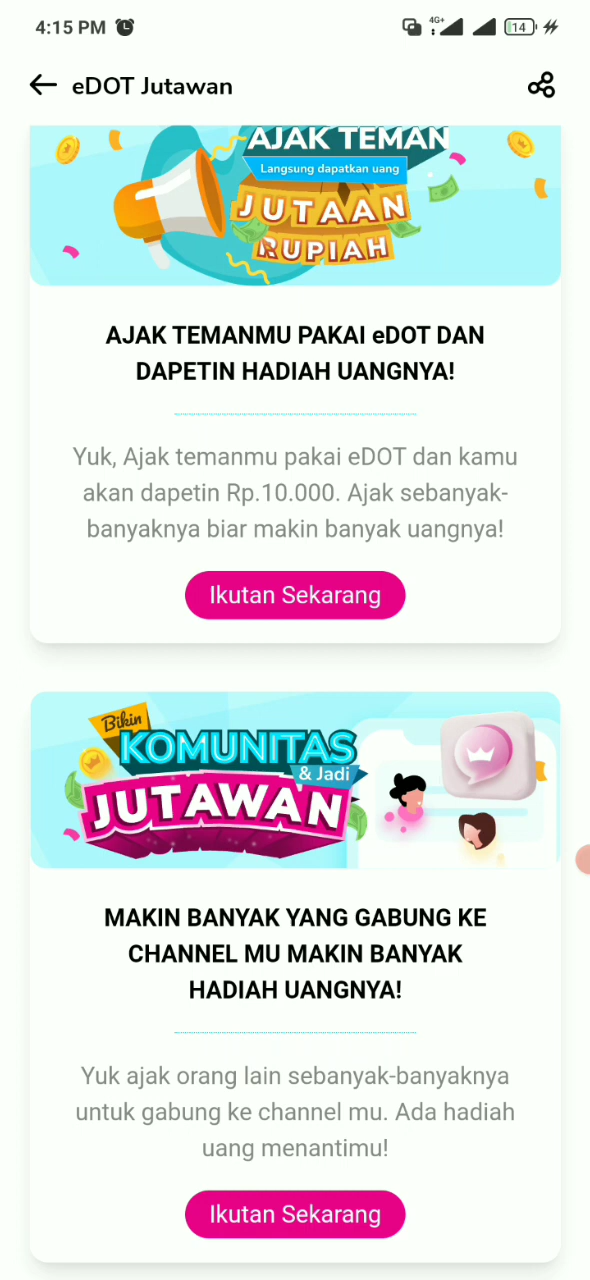 4:15 PM
4G+
14
eDOT Jutawan
AJAK TEMAN
Langsung dapatkan uang
JUTAAN
RUPIAH
AJAK TEMANMU PAKAI eDOT DAN
DAPETIN HADIAH UANGNYA!
Yuk, Ajak temanmu pakai eDOT dan kamu
akan dapetin Rp.10.000. Ajak sebanyak-
banyaknya biar makin banyak uangnya!
Ikutan Sekarang
Bikin
KOMUNITAS
& Jadi
JUTAWAN
MAKIN BANYAK YANG GABUNG KE
CHANNEL MU MAKIN BANYAK
HADIAH UANGNYA!
Yuk ajak orang lain sebanyak-banyaknya
untuk gabung ke channel mu. Ada hadiah
uang menantimu!
Ikutan Sekarang